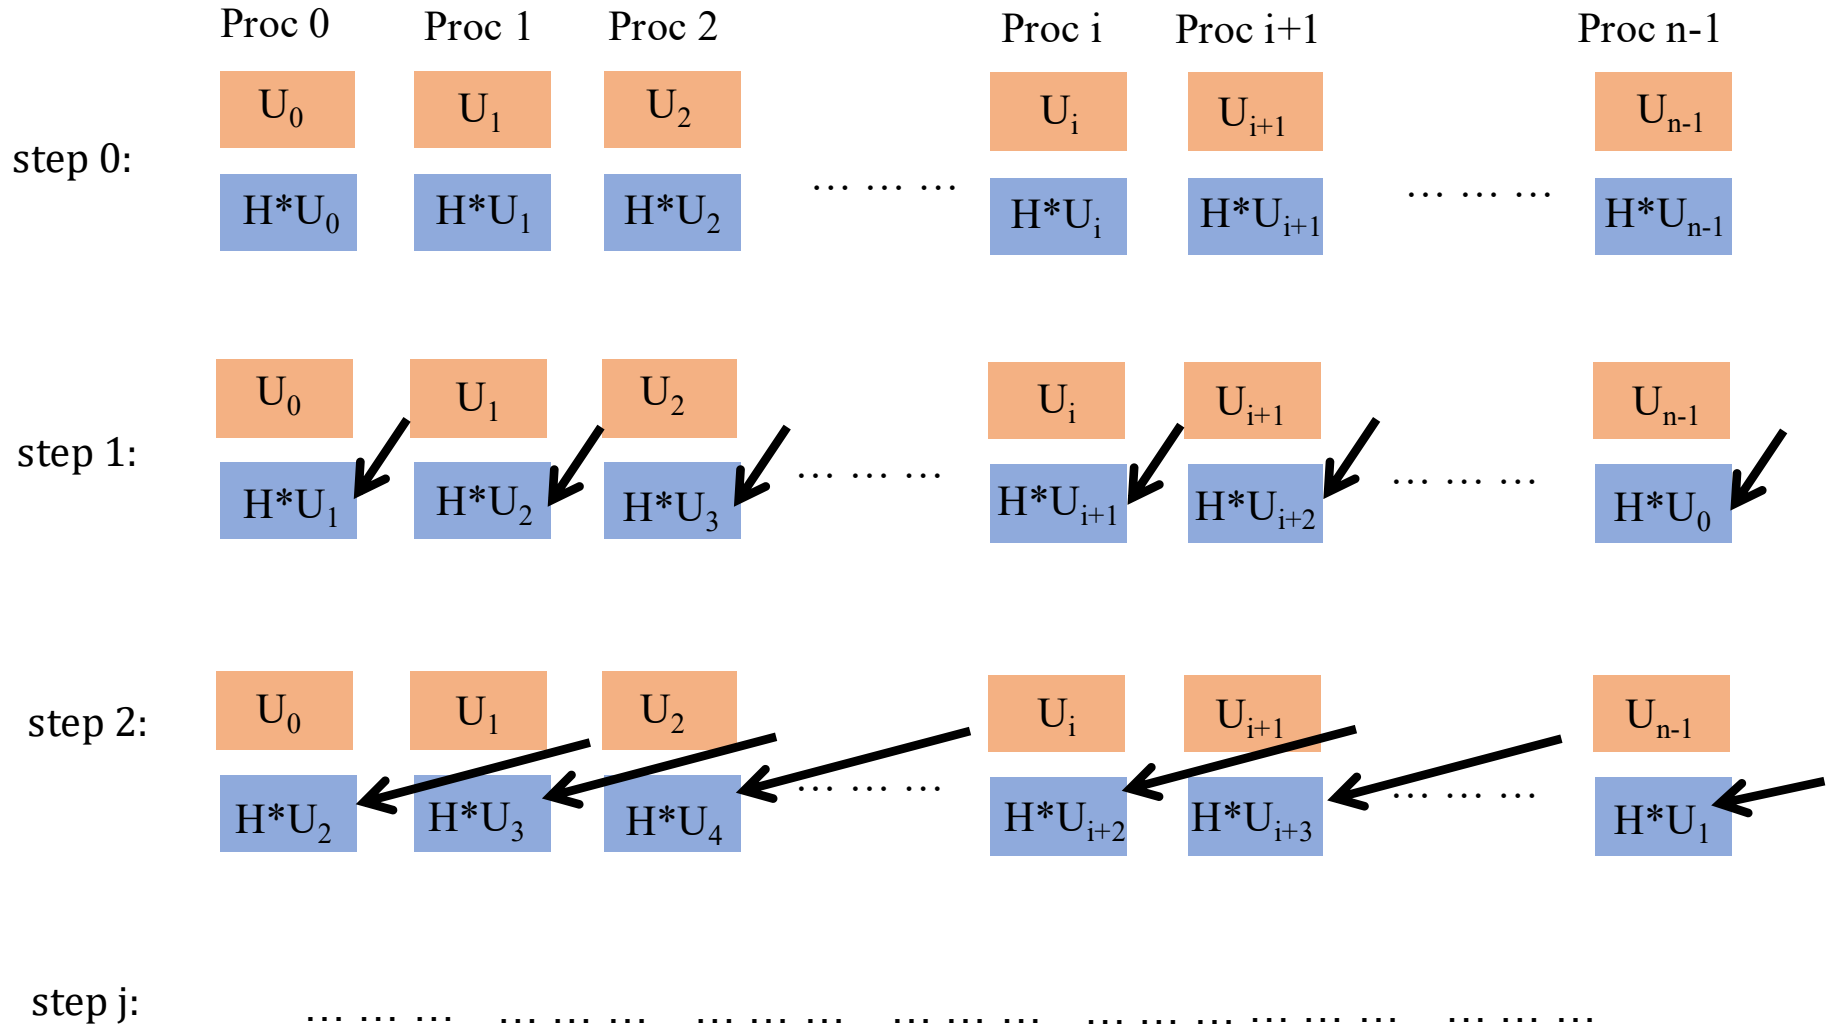 Proc 0 Proc 1 Proc 2 Proc i Proc i+1 Proc n-1
U₀ U₁ U₂ Uᵢ Uᵢ₊₁ Uₙ₋₁
step 0: … … … … … …
H*U₀ H*U₁ H*U₂ H*Uᵢ H*Uᵢ₊₁ H*Uₙ₋₁
U₀ U₁ U₂ Uᵢ Uᵢ₊₁ Uₙ₋₁
step 1: … … … … … …
H*U₁ H*U₂ H*U₃ H*Uᵢ₊₁ H*Uᵢ₊₂ H*U₀
U₀ U₁ U₂ Uᵢ Uᵢ₊₁ Uₙ₋₁
step 2: … … … … … …
H*U₂ H*U₃ H*U₄ H*Uᵢ₊₂ H*Uᵢ₊₃ H*U₁
step j: … … … … … … … … … … … … … … … … … … … … …